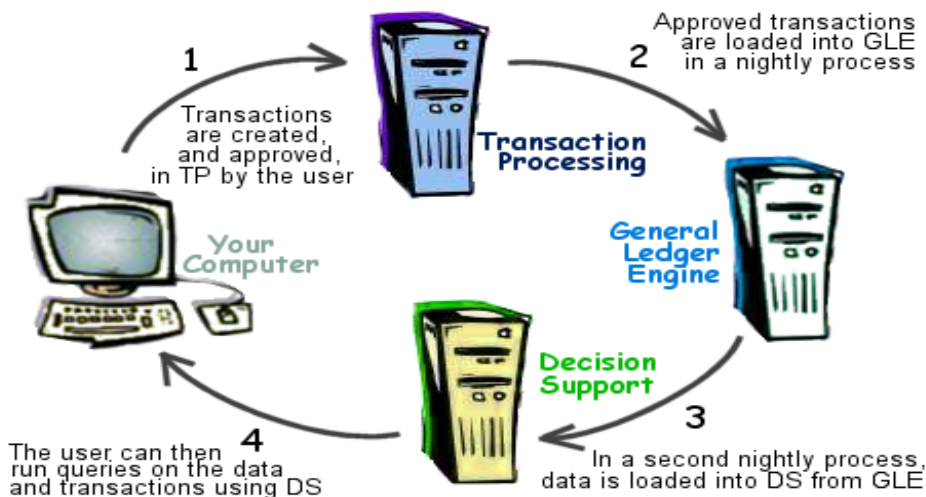 1
Transactions
are created,
and approved,
in TP by the user
Transaction
Processing
2
Approved transactions
are loaded into GLE
in a nightly process
General
Ledger
Engine
3
In a second nightly process,
data is loaded into DS from GLE
Decision
Support
4
The user can then
run queries on the data
and transactions using DS
Your
Computer